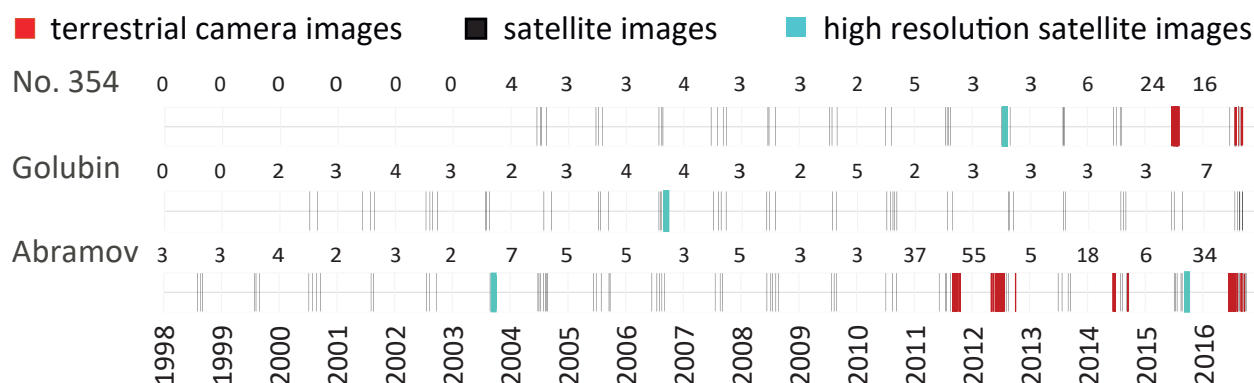 terrestrial camera images satellite images high resolution satellite images
No. 354 0 0 0 0 0 0 4 3 3 4 3 3 2 5 3 3 6 24 16
Golubin 0 0 2 3 4 3 2 3 4 4 3 2 5 2 3 3 3 3 7
Abramov 3 3 4 2 3 2 7 5 5 3 5 3 3 37 55 5 18 6 34
1998 1999 2000 2001 2002 2003 2004 2005 2006 2007 2008 2009 2010 2011 2012 2013 2014 2015 2016